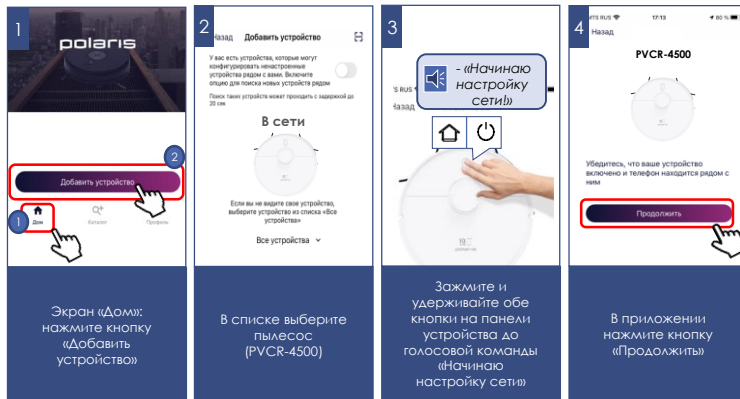 1
polaris
Добавить устройство
2
1
Дом
Каталог
Профиль
Экран «Дом»:
нажмите кнопку
«Добавить
устройство»
2
Назад
Добавить устройство
У вас есть устройства, которые могут
конфигурировать ненастроенные
устройства рядом с вами. Включите
опцию для поиска новых устройств рядом
Поиск таких устройств может проходить с задержкой до
20 сек
В сети
Если вы не видите свое устройство,
выберите устройство из списка «Все
устройства»
Все устройства
В списке выберите
пылесос
(PVCR-4500)
3
- «Начинаю
настройку
сети!»
'S RUS
Назад
Зажмите и
удерживайте обе
кнопки на панели
устройства до
голосовой команды
«Начинаю
настройку сети»
4
MTS RUS
17:13
80 %
Назад
PVCR-4500
Убедитесь, что ваше устройство
включено и телефон находится рядом с
ним
Продолжить
В приложении
нажмите кнопку
«Продолжить»